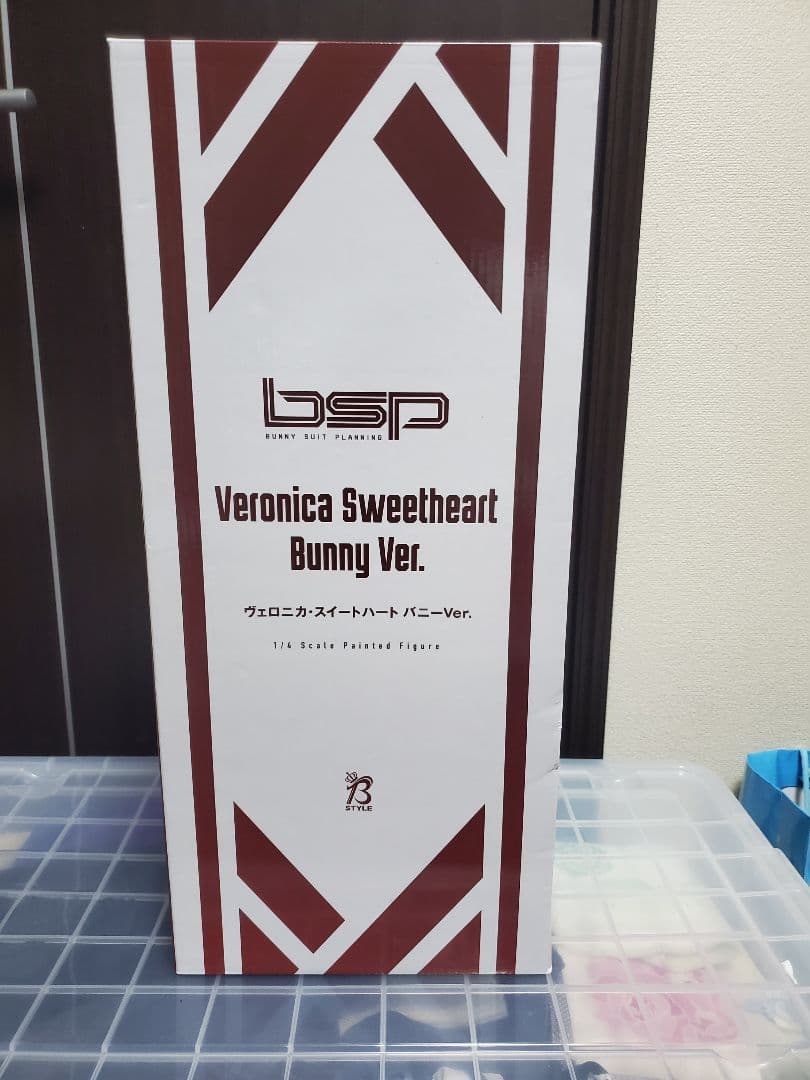 bsp
BUNNY SUIT PLANNING
Veronica Sweetheart
Bunny Ver.
ヴェロニカ・スイートハート バニーVer.
1/4 Scale Painted Figure
B
STYLE